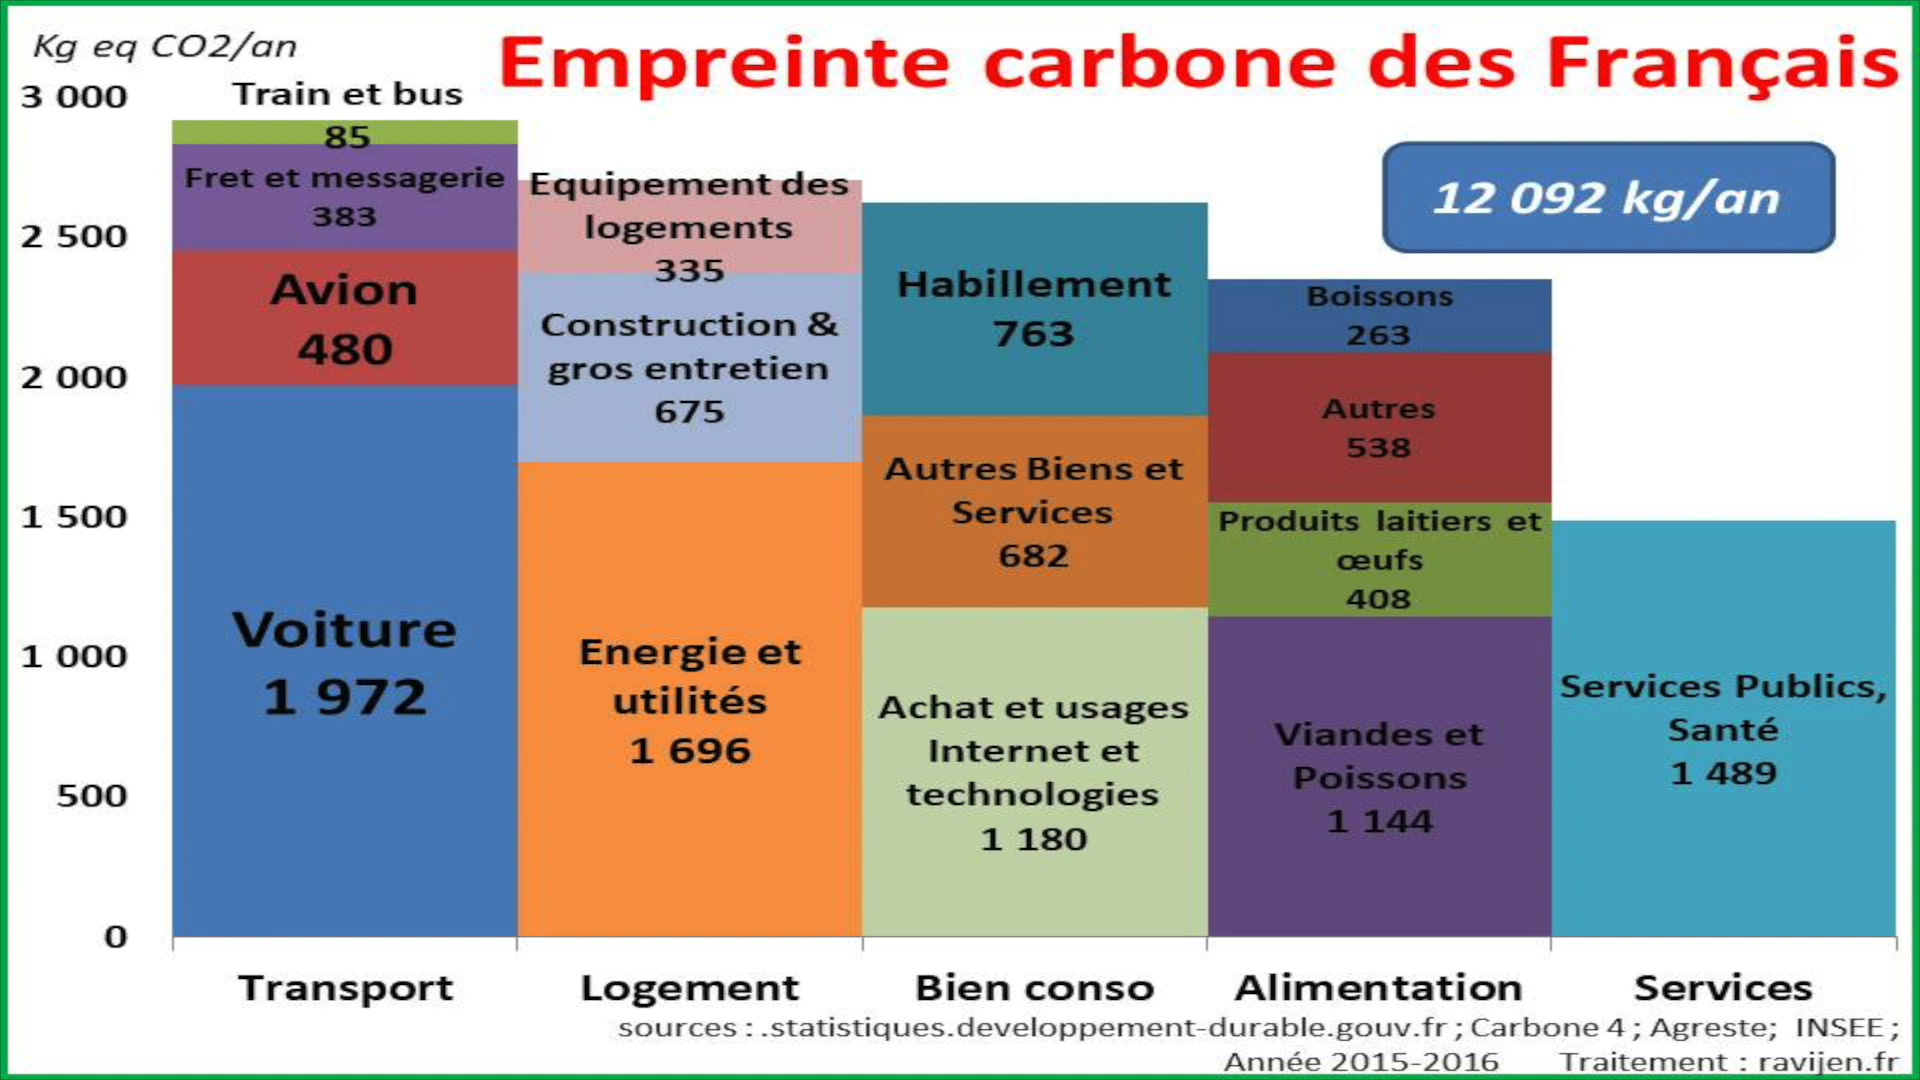 Kg eq CO2/an
Empreinte carbone des Français
12 092 kg/an
3 000
2 500
2 000
1 500
1 000
500
0
Train et bus
85
Fret et messagerie
383
Avion
480
Voiture
1 972
Equipement des
logements
335
Construction &
gros entretien
675
Energie et
utilités
1 696
Habillement
763
Autres Biens et
Services
682
Achat et usages
Internet et
technologies
1 180
Boissons
263
Autres
538
Produits laitiers et
œufs
408
Viandes et
Poissons
1 144
Services Publics,
Santé
1 489
Transport
Logement
Bien conso
Alimentation
Services
sources : .statistiques.developpement-durable.gouv.fr ; Carbone 4 ; Agreste; INSEE ;
Année 2015-2016 Traitement : ravijen.fr